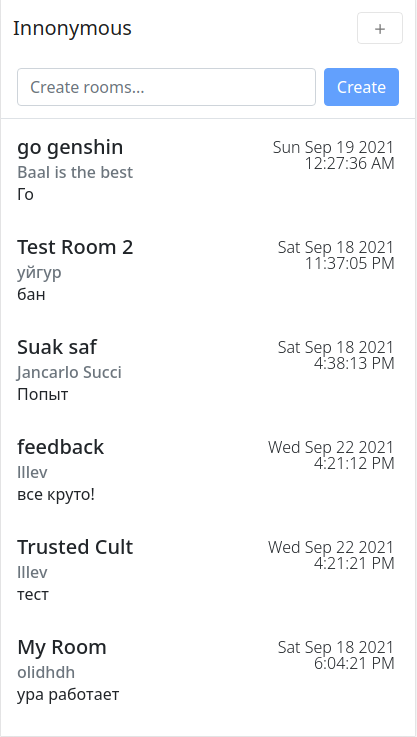 Innonymous
+
Create rooms...
Create
go genshin
Sun Sep 19 2021
12:27:36 AM
Baal is the best
Го
Test Room 2
Sat Sep 18 2021
11:37:05 PM
уйгур
бан
Suak saf
Sat Sep 18 2021
4:38:13 PM
Jancarlo Succi
Попыт
feedback
Wed Sep 22 2021
4:21:12 PM
lllev
все круто!
Trusted Cult
Wed Sep 22 2021
4:21:21 PM
lllev
тест
My Room
Sat Sep 18 2021
6:04:21 PM
olidhdh
ура работает